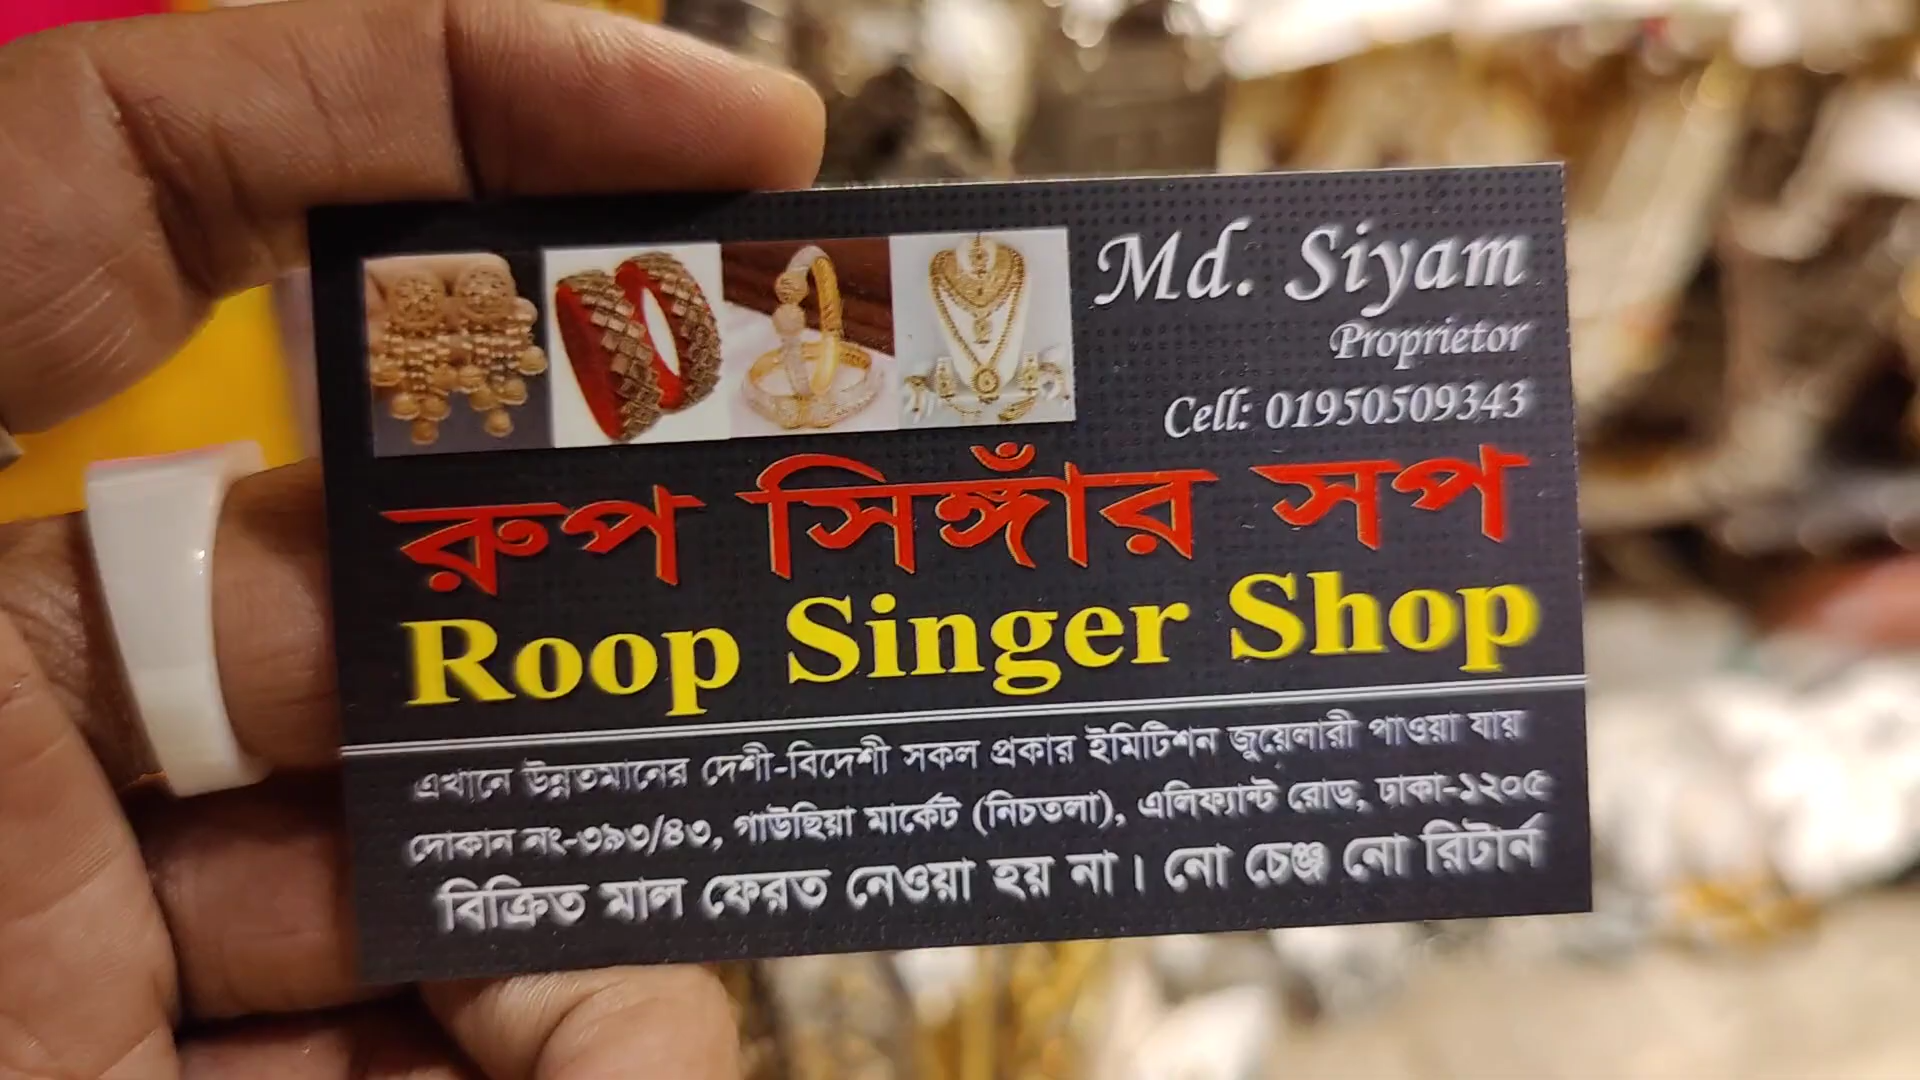 Md. Siyam
Proprietor
Cell: 01950509343
রুপ সিঙ্গাঁর সপ
Roop Singer Shop
এখানে উন্নতমানের দেশী-বিদেশী সকল প্রকার ইমিটিশন জুয়েলারী পাওয়া যায়
দোকান নং-৩৯৩/৪৩, গাউছিয়া মার্কেট (নিচতলা), এলিফ্যান্ট রোড, ঢাকা-১২০৫
বিক্রিত মাল ফেরত নেওয়া হয় না। নো চেঞ্জ নো রিটার্ন